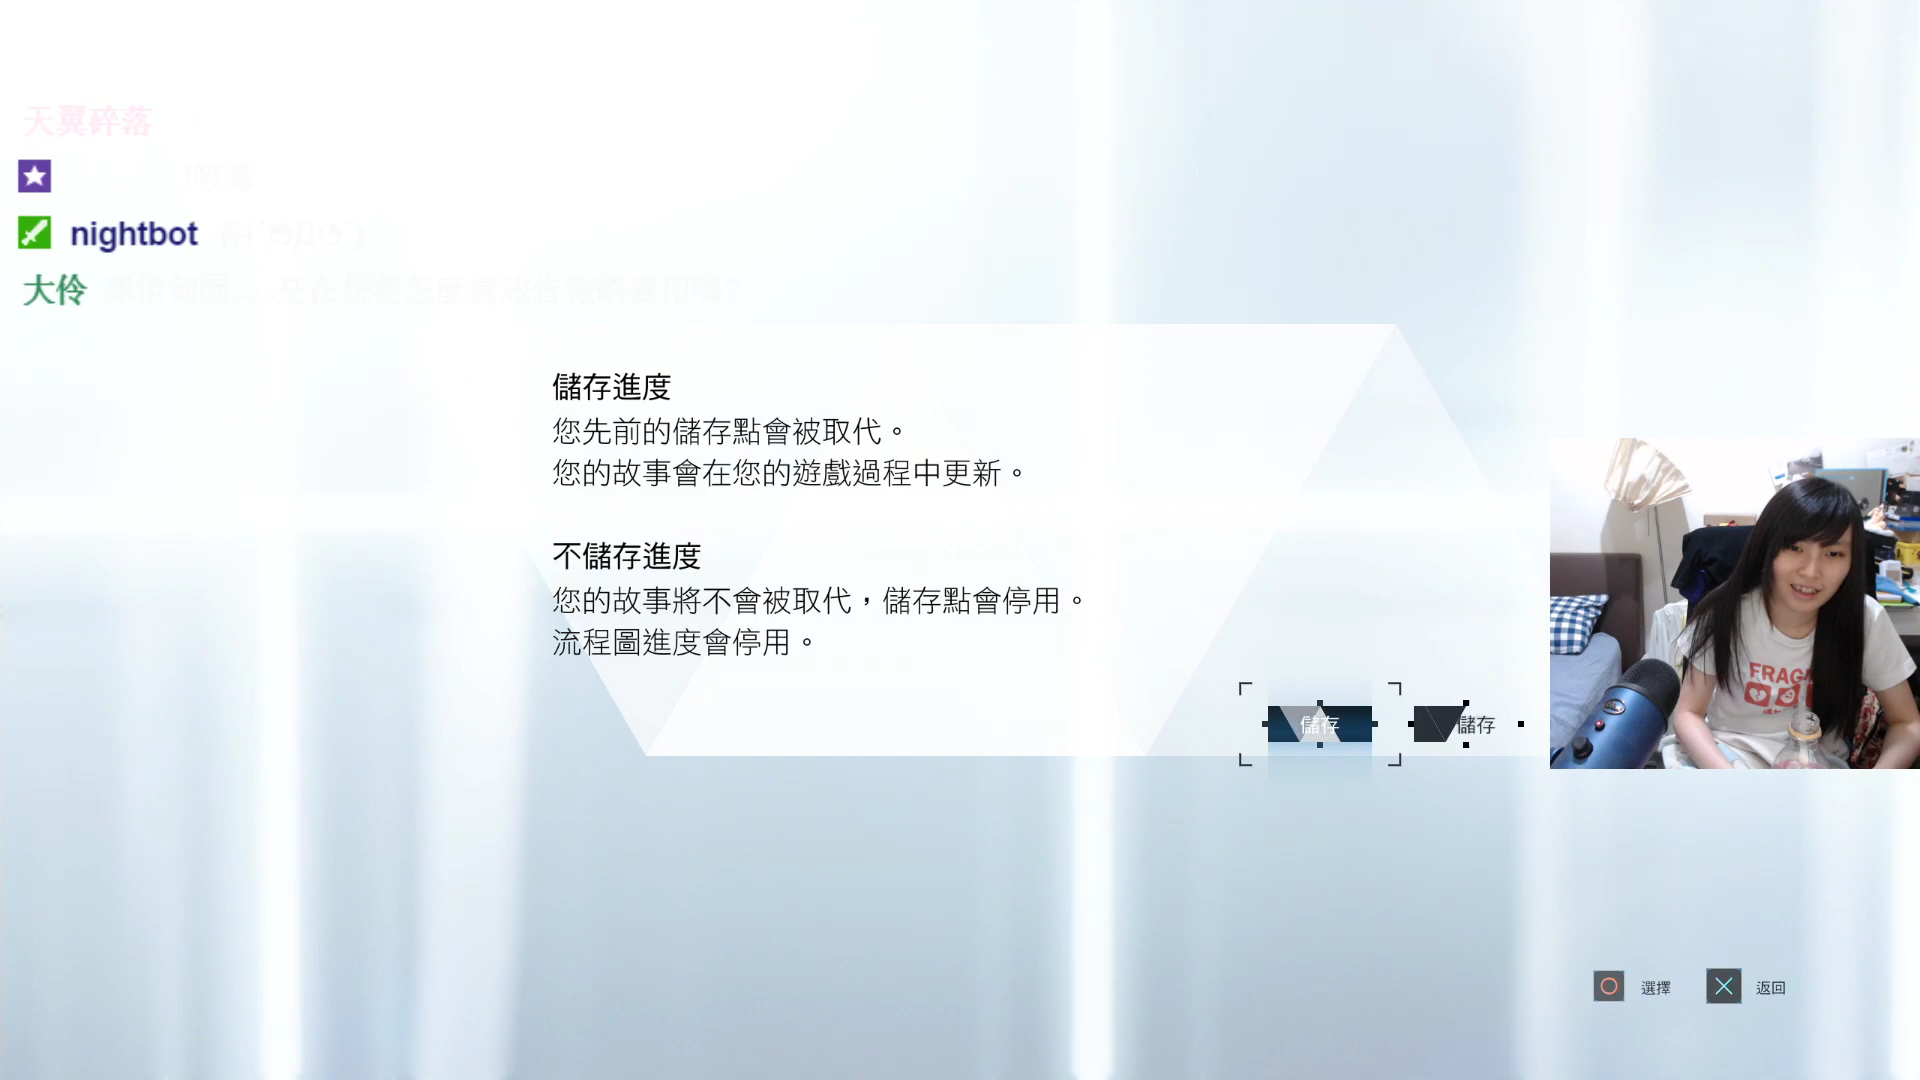 天翼碎落
nightbot
大伶
儲存進度
您先前的儲存點會被取代。
您的故事會在您的遊戲過程中更新。
不儲存進度
您的故事將不會被取代，儲存點會停用。
流程圖進度會停用。
儲存
儲存
FRAG
選擇
返回